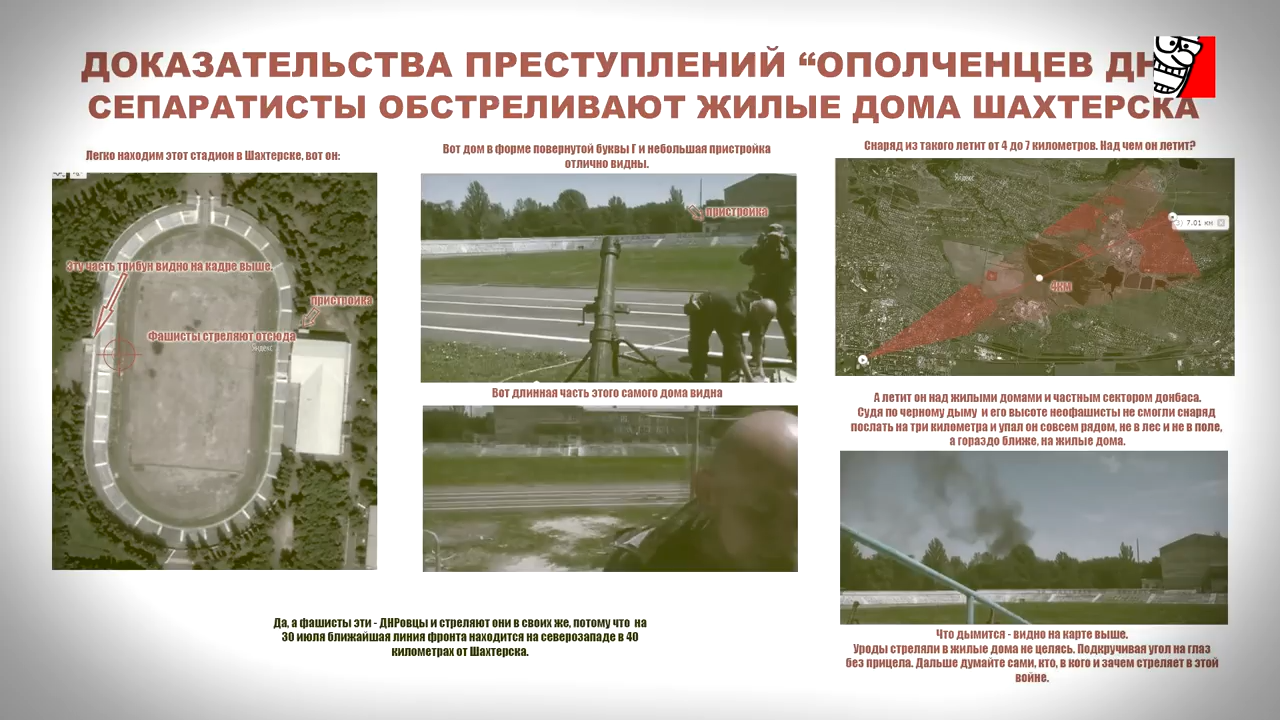 ДОКАЗАТЕЛЬСТВА ПРЕСТУПЛЕНИЙ “ОПОЛЧЕНЦЕВ
СЕПАРАТИСТЫ ОБСТРЕЛИВАЮТ ЖИЛЫЕ ДОМА ШАХТЕРСКА
Легко находим этот стадион в Шахтерске, вот он:
Эту часть трибун видно на кадре выше.
пристройка
Фашисты стреляют отсюда
Яндекс
Вот дом в форме повернутой буквы Г и небольшая пристройка
отлично видны.
пристройка
Вот длинная часть этого самого дома видна
Снаряд из такого летит от 4 до 7 километров. Над чем он летит?
Яндекс
7.01 км
4км
А летит он над жилыми домами и частным сектором донбаса.
Судя по черному дыму и его высоте неофашисты не смогли снаряд
послать на три километра и упал он совсем рядом, не в лес и не в поле,
а гораздо ближе, на жилые дома.
Что дымится - видно на карте выше.
Уроды стреляли в жилые дома не целясь. Подкручивая угол на глаз
без прицела. Дальше думайте сами, кто, в кого и зачем стреляет в этой
войне.
Да, а фашисты эти - ДНРовцы и стреляют они в своих же, потому что на
30 июля ближайшая линия фронта находится на северозападе в 40
километрах от Шахтерска.